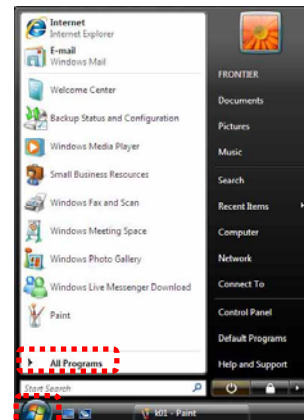 Internet
Internet Explorer
E-mail
Windows Mail
Welcome Center
Backup Status and Configuration
Windows Media Player
Small Business Resources
Windows Fax and Scan
Windows Meeting Space
Windows Photo Gallery
Windows Live Messenger Download
Paint
All Programs
Start Search
FRONTIER
Documents
Pictures
Music
Search
Recent Items
Computer
Network
Connect To
Control Panel
Default Programs
Help and Support
k01 - Paint